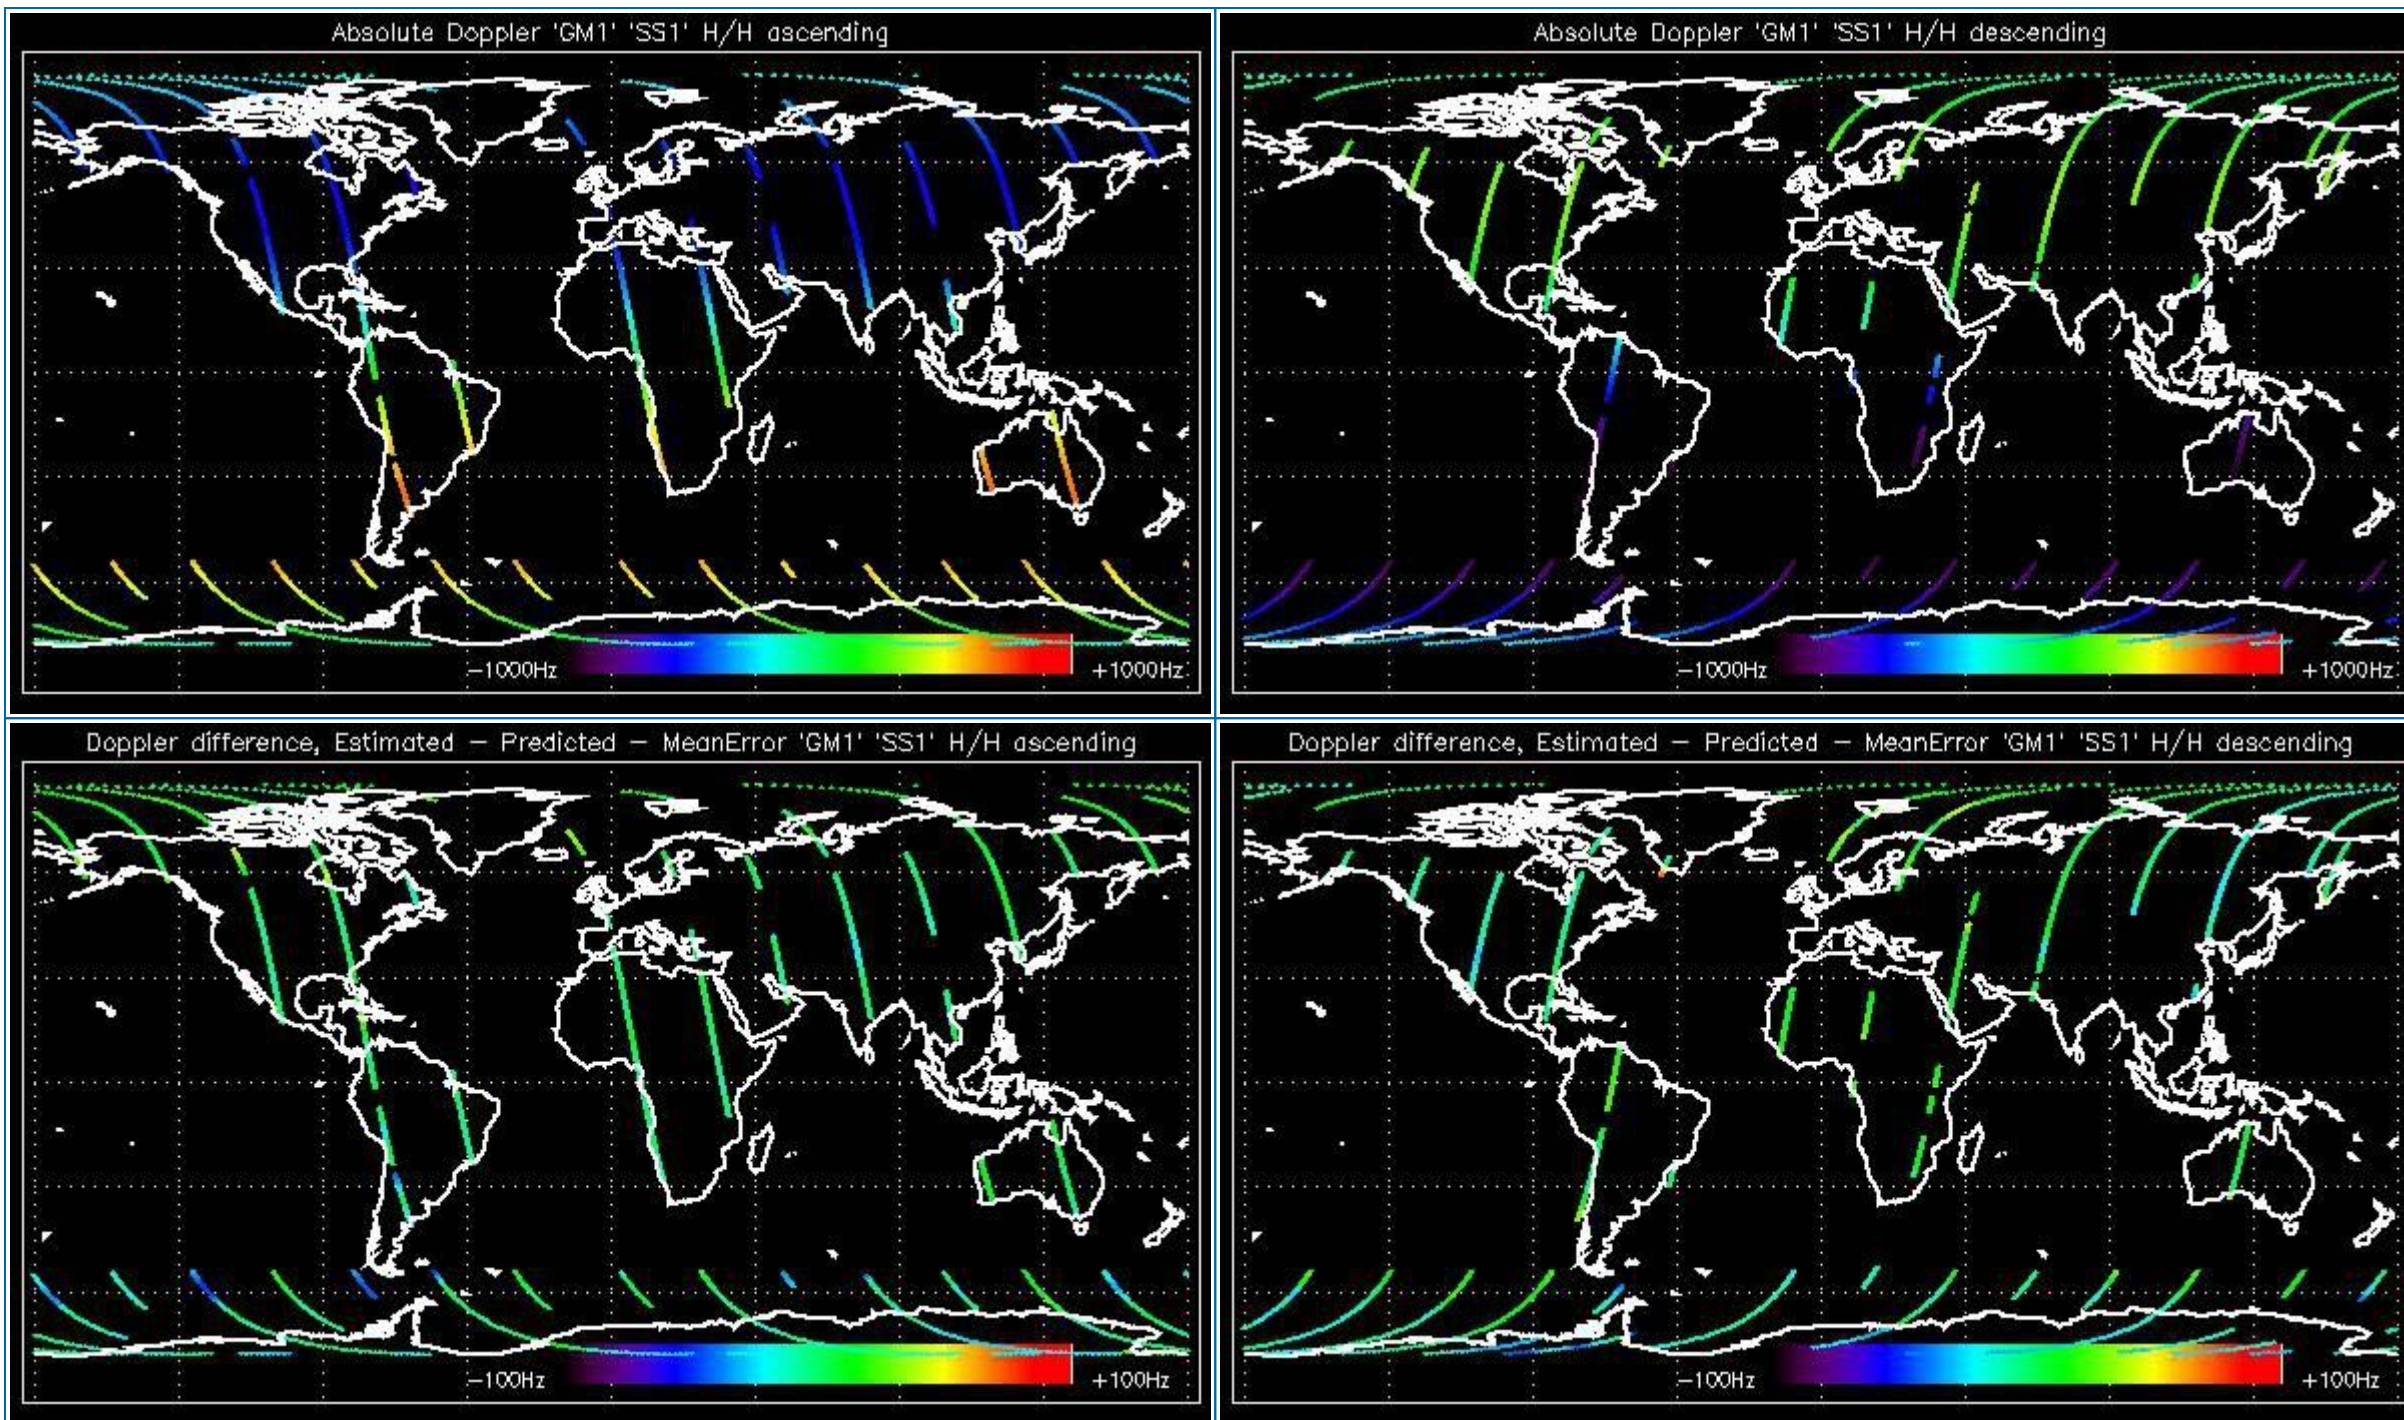 Absolute Doppler 'GM1' 'SS1' H/H ascending
-1000Hz
+1000Hz
Absolute Doppler 'GM1' 'SS1' H/H descending
-1000Hz
+1000Hz
Doppler difference, Estimated - Predicted - MeanError 'GM1' 'SS1' H/H ascending
-100Hz
+100Hz
Doppler difference, Estimated - Predicted - MeanError 'GM1' 'SS1' H/H descending
-100Hz
+100Hz